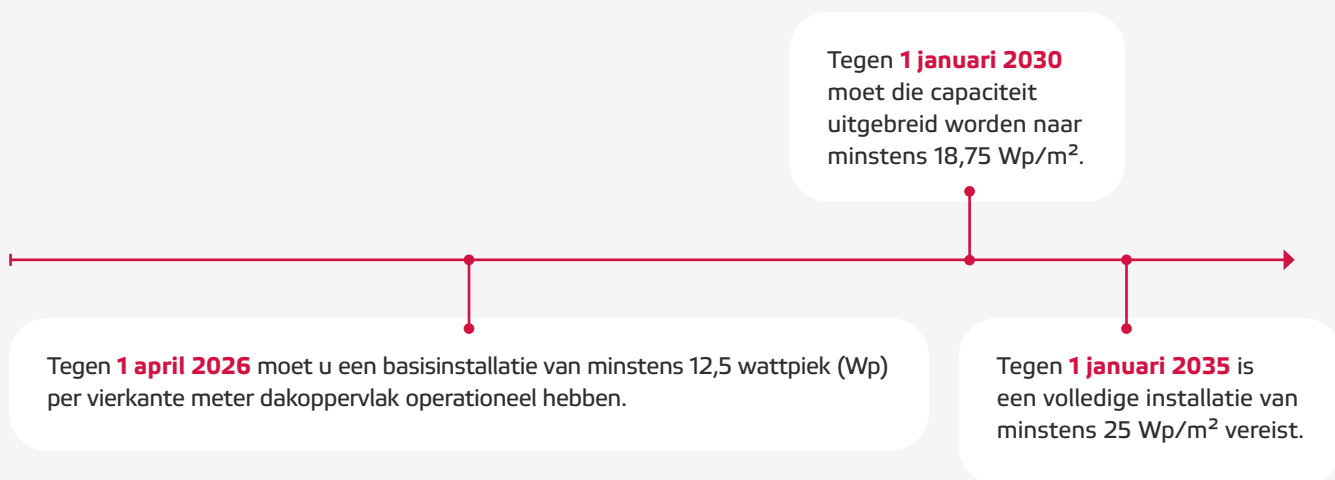 Tegen 1 januari 2030
moet die capaciteit
uitgebreid worden naar
minstens 18,75 Wp/m².
Tegen 1 april 2026 moet u een basisinstallatie van minstens 12,5 wattpiek (Wp)
per vierkante meter dakoppervlak operationeel hebben.
Tegen 1 januari 2035 is
een volledige installatie van
minstens 25 Wp/m² vereist.